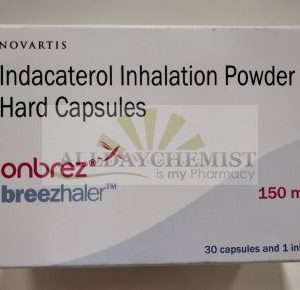 NOVARTIS
Indacaterol Inhalation Powder
Hard Capsules
ALLDAYCHEMIST
is my Pharmacy
onbrez®
breezhaler™
150 m
30 capsules and 1 in